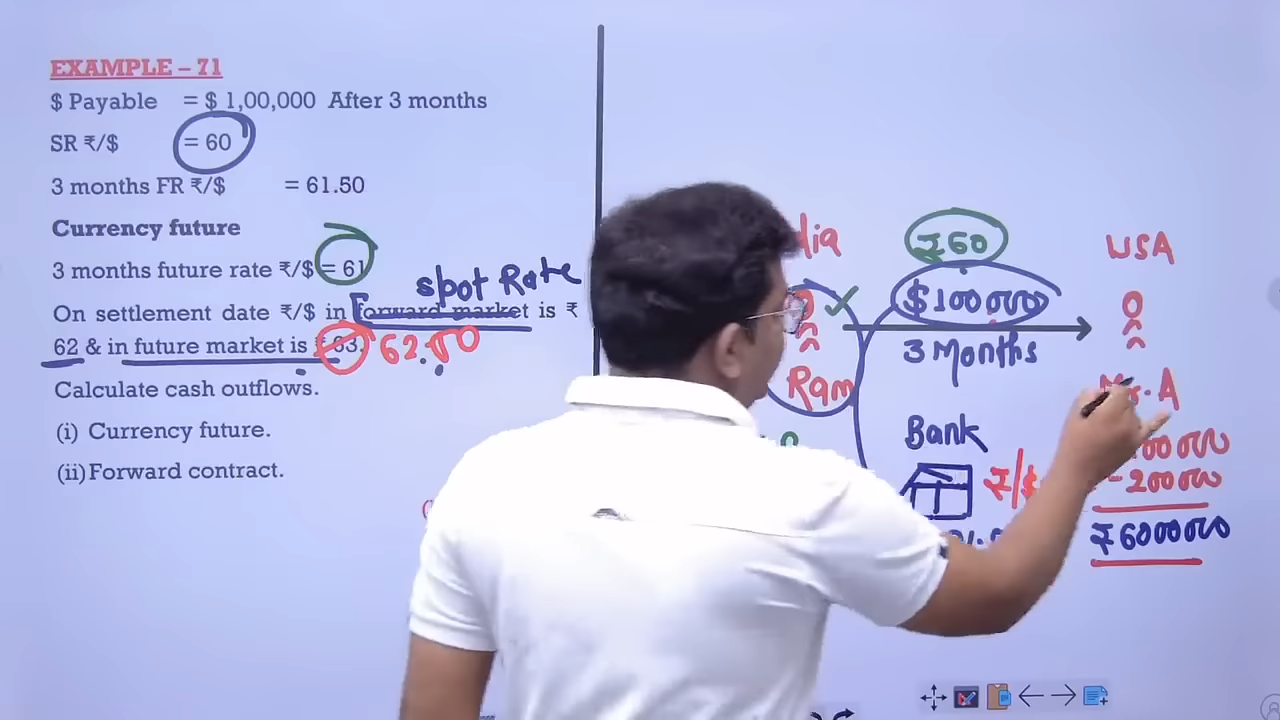 EXAMPLE – 71
$ Payable = $ 1,00,000 After 3 months
SR ₹/$ = 60
3 months FR ₹/$ = 61.50
Currency future
3 months future rate ₹/$ = 61
spot Rate
On settlement date ₹/$ in forward market is ₹
62 & in future market is ₹ 63. 62.00
Calculate cash outflows.
(i) Currency future.
(ii) Forward contract.
₹60
USA
$100000
3 Months
Ram
Mr. A
Bank
₹/$
-200000
₹6000000